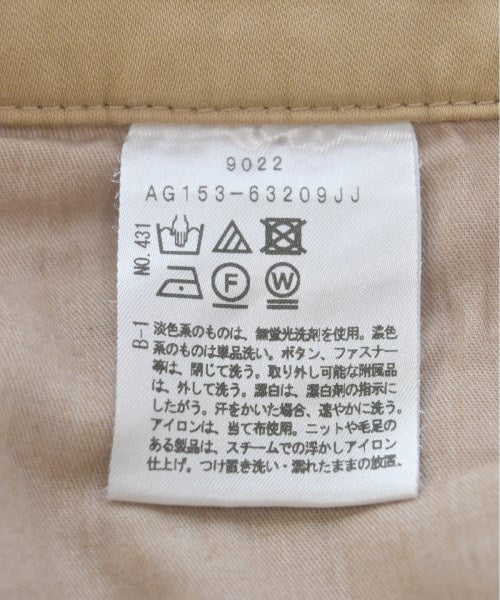 9022
AG153-63209JJ
NO.431
F
W
B-1
淡色系のものは、無蛍光洗剤を使用。濃色
系のものは単品洗い。ボタン、ファスナー
等は、閉じて洗う。取り外し可能な附属品
は、外して洗う。漂白は、漂白剤の指示に
したがう。汗をかいた場合、速やかに洗う。
アイロンは、当て布使用。ニットや毛足の
ある製品は、スチームでの浮かしアイロン
仕上げ。つけ置き洗い・濡れたままの放置、